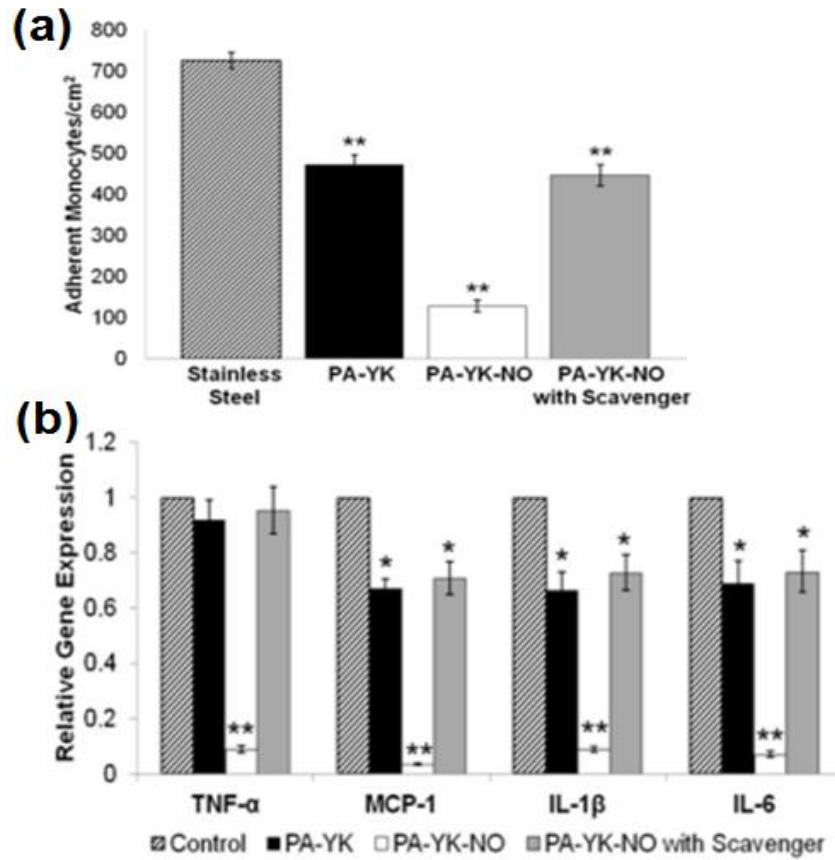 (a)
800
700
600
500
400
300
200
100
0
Adherent Monocytes/cm²
**
**
**
Stainless Steel
PA-YK
PA-YK-NO
PA-YK-NO with Scavenger
(b)
1.2
1
0.8
0.6
0.4
0.2
0
Relative Gene Expression
**
* ** *
* ** *
* ** *
TNF-α MCP-1 IL-1β IL-6
Control PA-YK PA-YK-NO PA-YK-NO with Scavenger